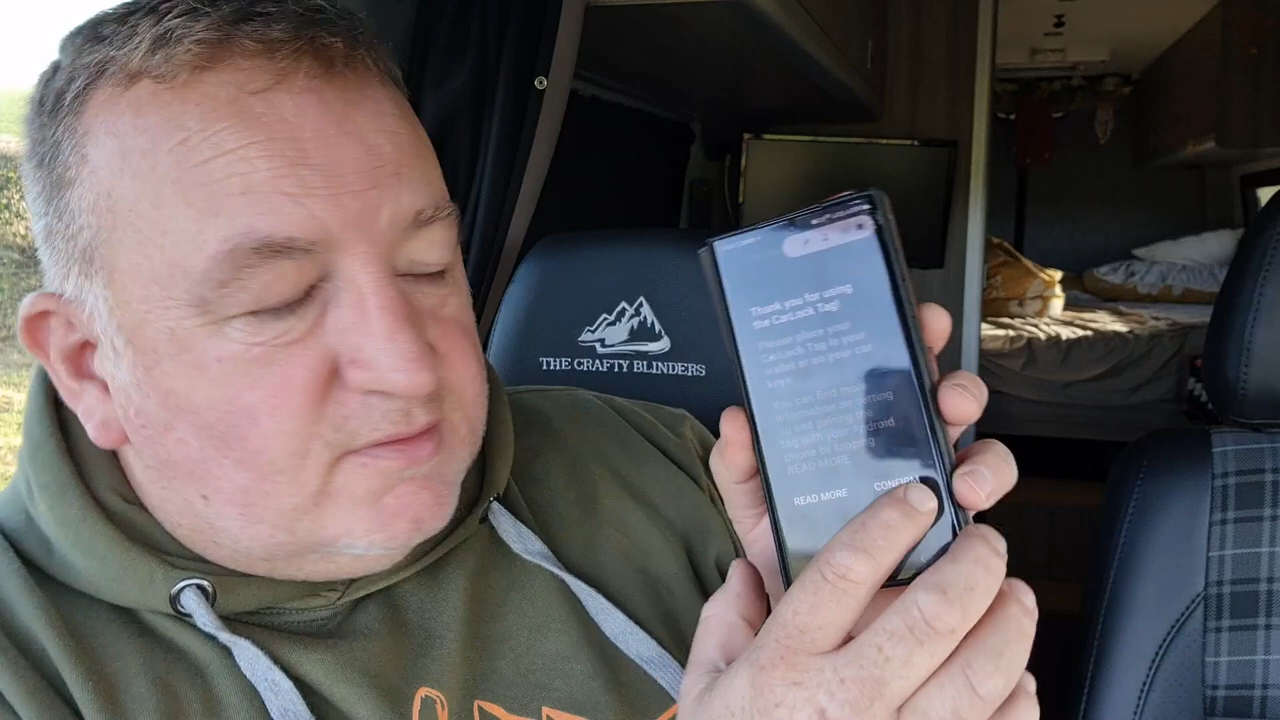 THE CRAFTY BLINDERS
Thank you for using
the CarLock Tag!
Please place your
CarLock Tag in your
wallet or on your car
keys.
You can find more
information on setting
up and pairing the
Tag with your Android
phone by tapping
READ MORE
READ MORE CONFIRM